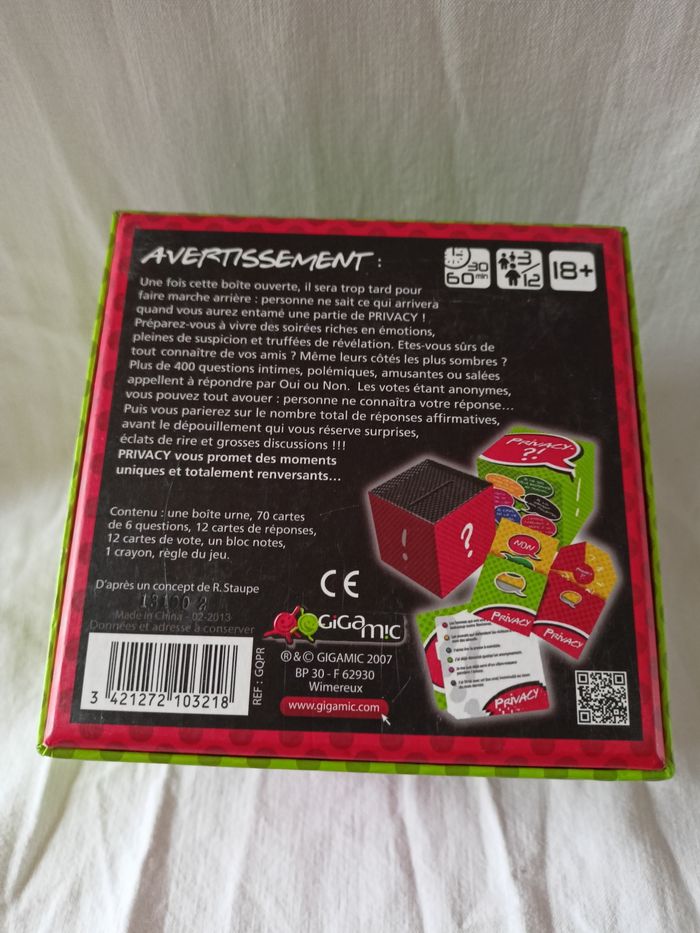 AVERTISSEMENT :
30
60 min
3
12
18+
Une fois cette boîte ouverte, il sera trop tard pour
faire marche arrière : personne ne sait ce qui arrivera
quand vous aurez entamé une partie de PRIVACY !
Préparez-vous à vivre des soirées riches en émotions,
pleines de suspicion et truffées de révélation. Etes-vous sûrs de
tout connaître de vos amis ? Même leurs côtés les plus sombres ?
Plus de 400 questions intimes, polémiques, amusantes ou salées
appellent à répondre par Oui ou Non. Les votes étant anonymes,
vous pouvez tout avouer : personne ne connaîtra votre réponse...
Puis vous parierez sur le nombre total de réponses affirmatives,
avant le dépouillement qui vous réserve surprises,
éclats de rire et grosses discussions !!!
PRIVACY vous promet des moments
uniques et totalement renversants...
Contenu : une boîte urne, 70 cartes
de 6 questions, 12 cartes de réponses,
12 cartes de vote, un bloc notes,
1 crayon, règle du jeu.
PRIVACY
?!
! ?
NON
PRIVACY
PRIVACY
PRIVACY
D'après un concept de R. Staupe
Made in China - 02-2013
Données et adresse à conserver
CE
GiGAMiC
® & © GIGAMIC 2007
BP 30 - F 62930
Wimereux
www.gigamic.com
REF : GQPR
3 421272 103218